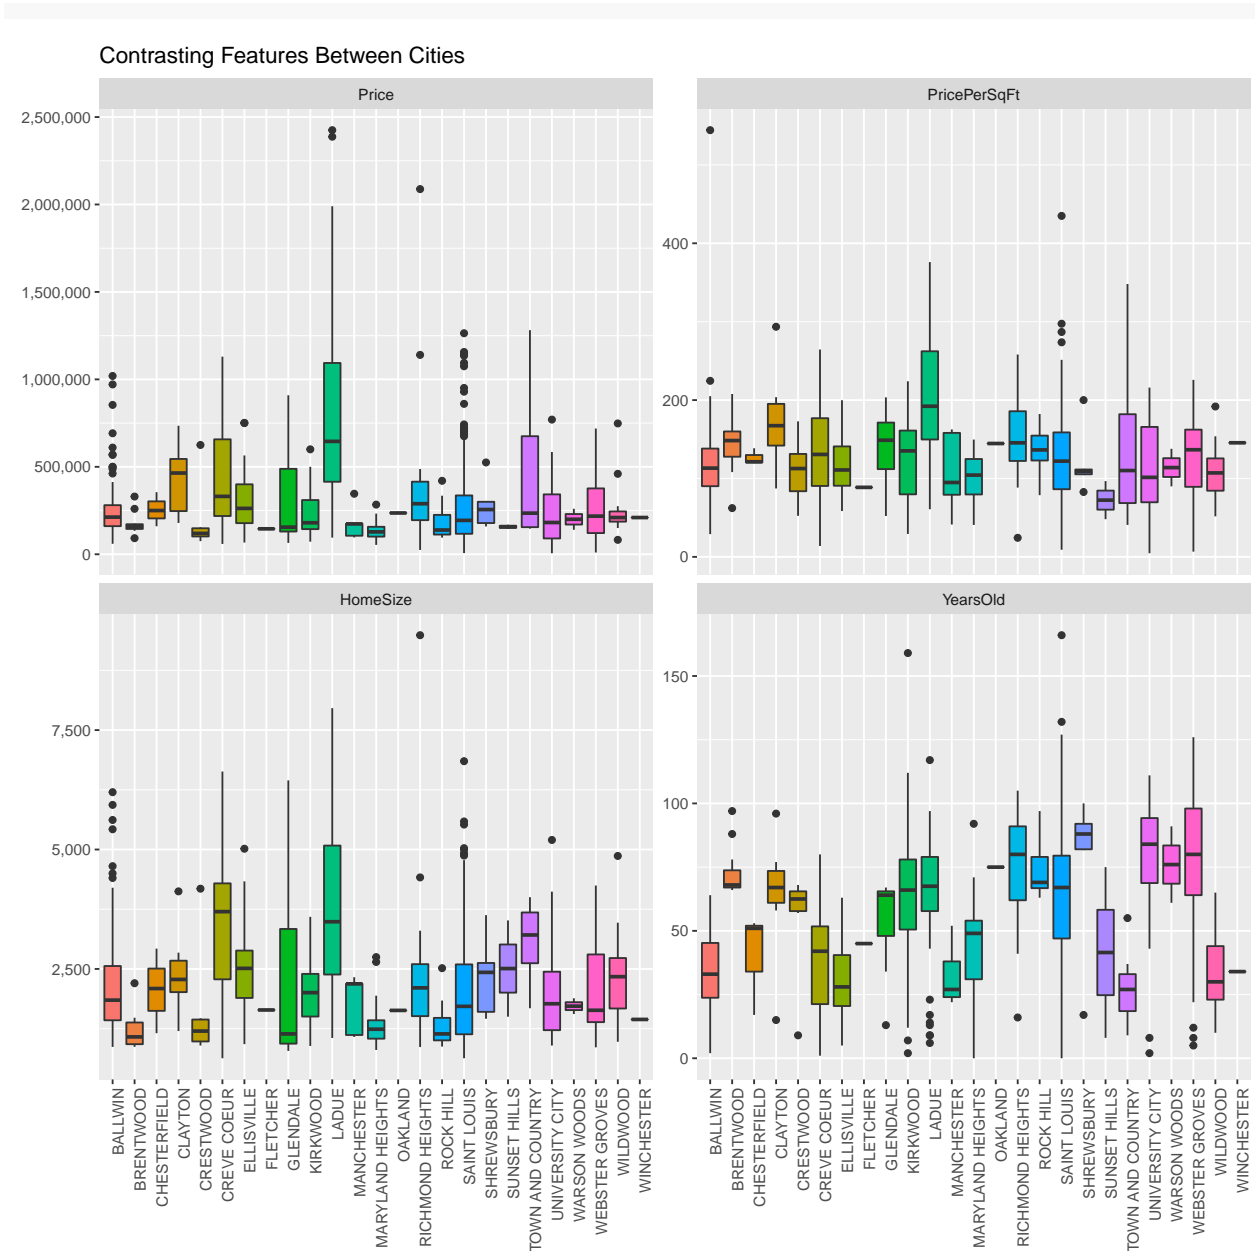 Contrasting Features Between Cities
Price
PricePerSqFt
2,500,000
2,000,000
1,500,000
1,000,000
500,000
0
400
200
0
HomeSize
YearsOld
7,500
5,000
2,500
150
100
50
0
BALLWIN
BRENTWOOD
CHESTERFIELD
CLAYTON
CRESTWOOD
CREVE COEUR
ELLISVILLE
FLETCHER
GLENDALE
KIRKWOOD
LADUE
MANCHESTER
MARYLAND HEIGHTS
OAKLAND
RICHMOND HEIGHTS
ROCK HILL
SAINT LOUIS
SHREWSBURY
SUNSET HILLS
TOWN AND COUNTRY
UNIVERSITY CITY
WARSON WOODS
WEBSTER GROVES
WILDWOOD
WINCHESTER
BALLWIN
BRENTWOOD
CHESTERFIELD
CLAYTON
CRESTWOOD
CREVE COEUR
ELLISVILLE
FLETCHER
GLENDALE
KIRKWOOD
LADUE
MANCHESTER
MARYLAND HEIGHTS
OAKLAND
RICHMOND HEIGHTS
ROCK HILL
SAINT LOUIS
SHREWSBURY
SUNSET HILLS
TOWN AND COUNTRY
UNIVERSITY CITY
WARSON WOODS
WEBSTER GROVES
WILDWOOD
WINCHESTER